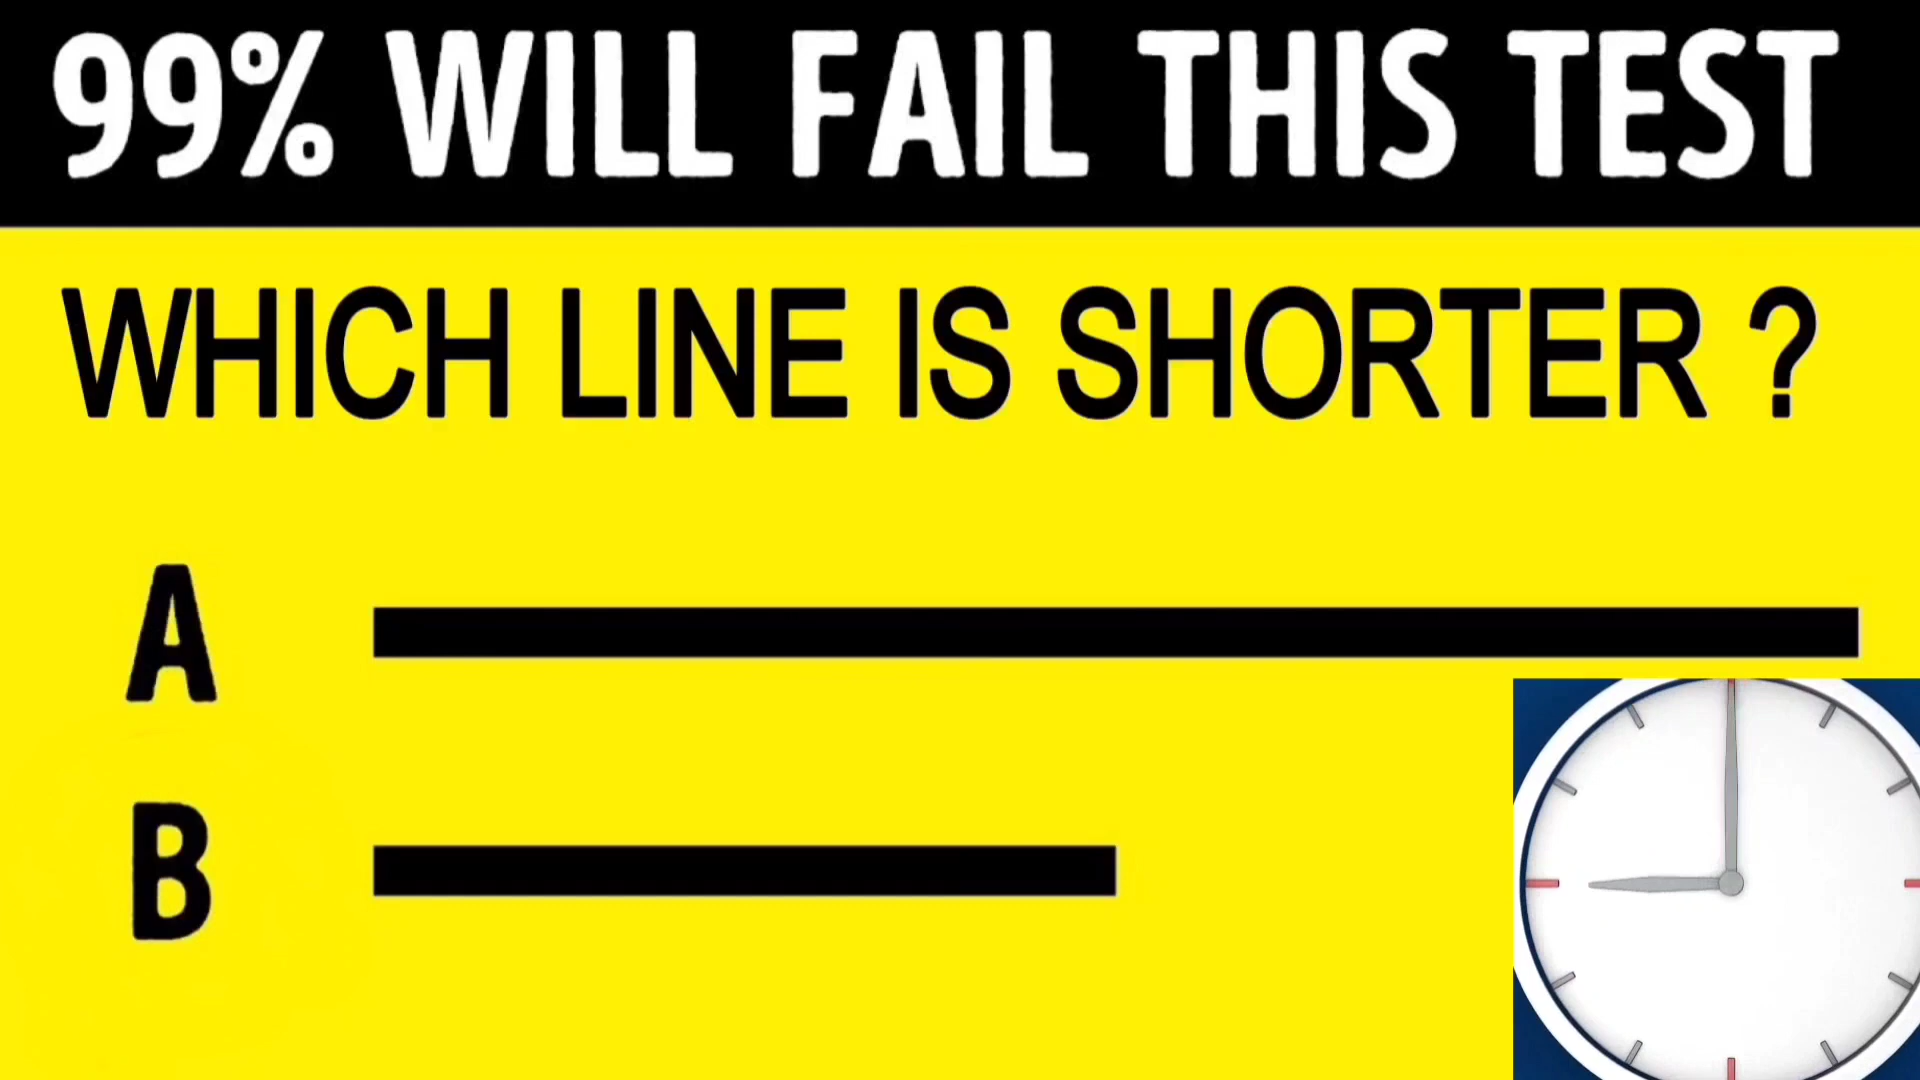 99% WILL FAIL THIS TEST
WHICH LINE IS SHORTER ?
A
B